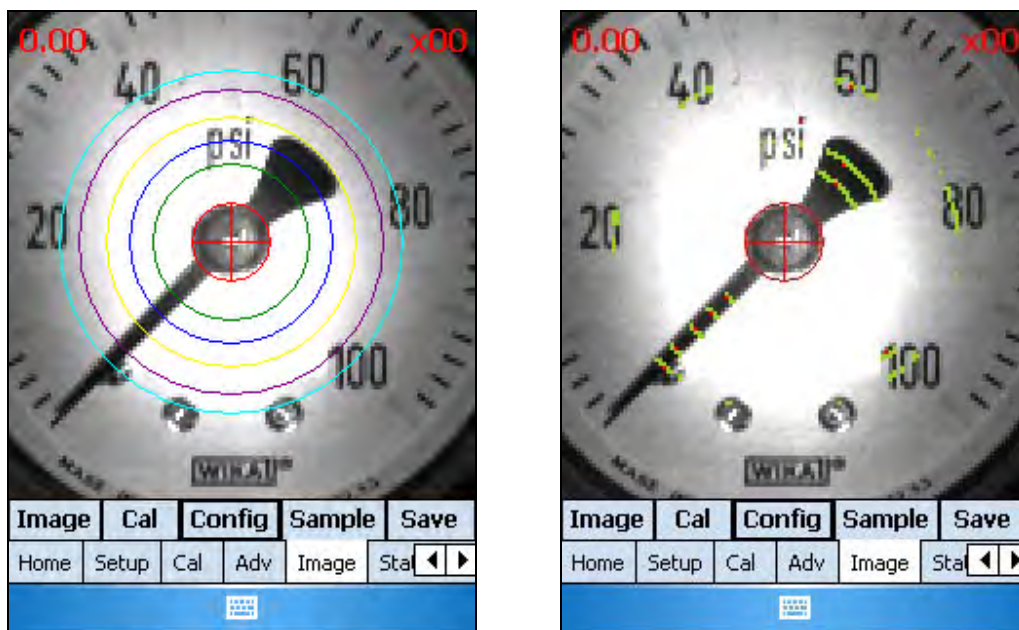 0.00 x00
40 60
psi
20 80
100
WIKAI®
Image Cal Config Sample Save
Home Setup Cal Adv Image Stat
0.00 x00
40 60
psi
20 80
100
WIKAI®
Image Cal Config Sample Save
Home Setup Cal Adv Image Stat